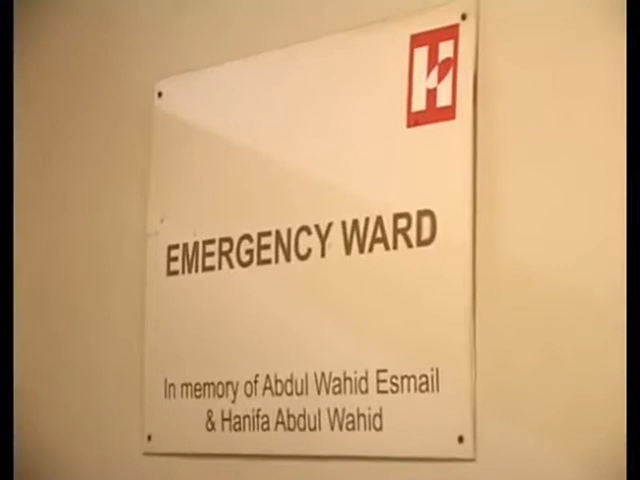 EMERGENCY WARD
In memory of Abdul Wahid Esmail
& Hanifa Abdul Wahid